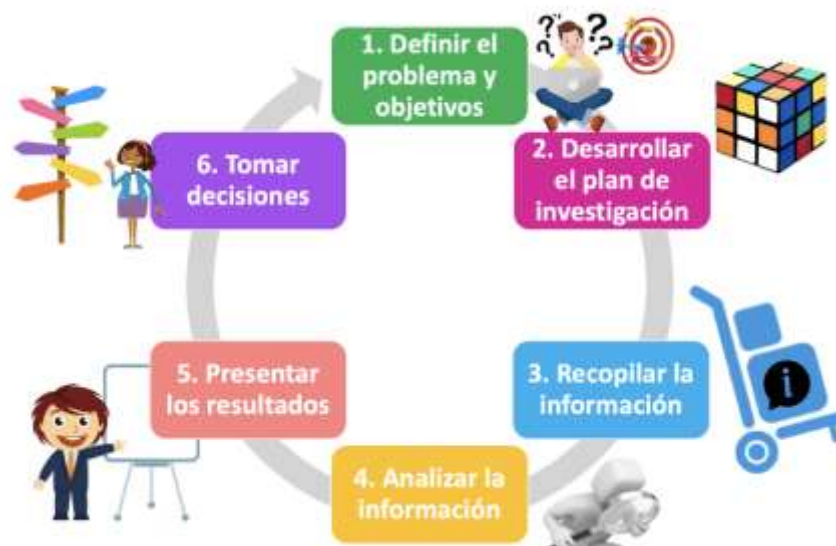 1. Definir el
problema y
objetivos
2. Desarrollar
el plan de
investigación
3. Recopilar la
información
4. Analizar la
información
5. Presentar
los resultados
6. Tomar
decisiones
???
i